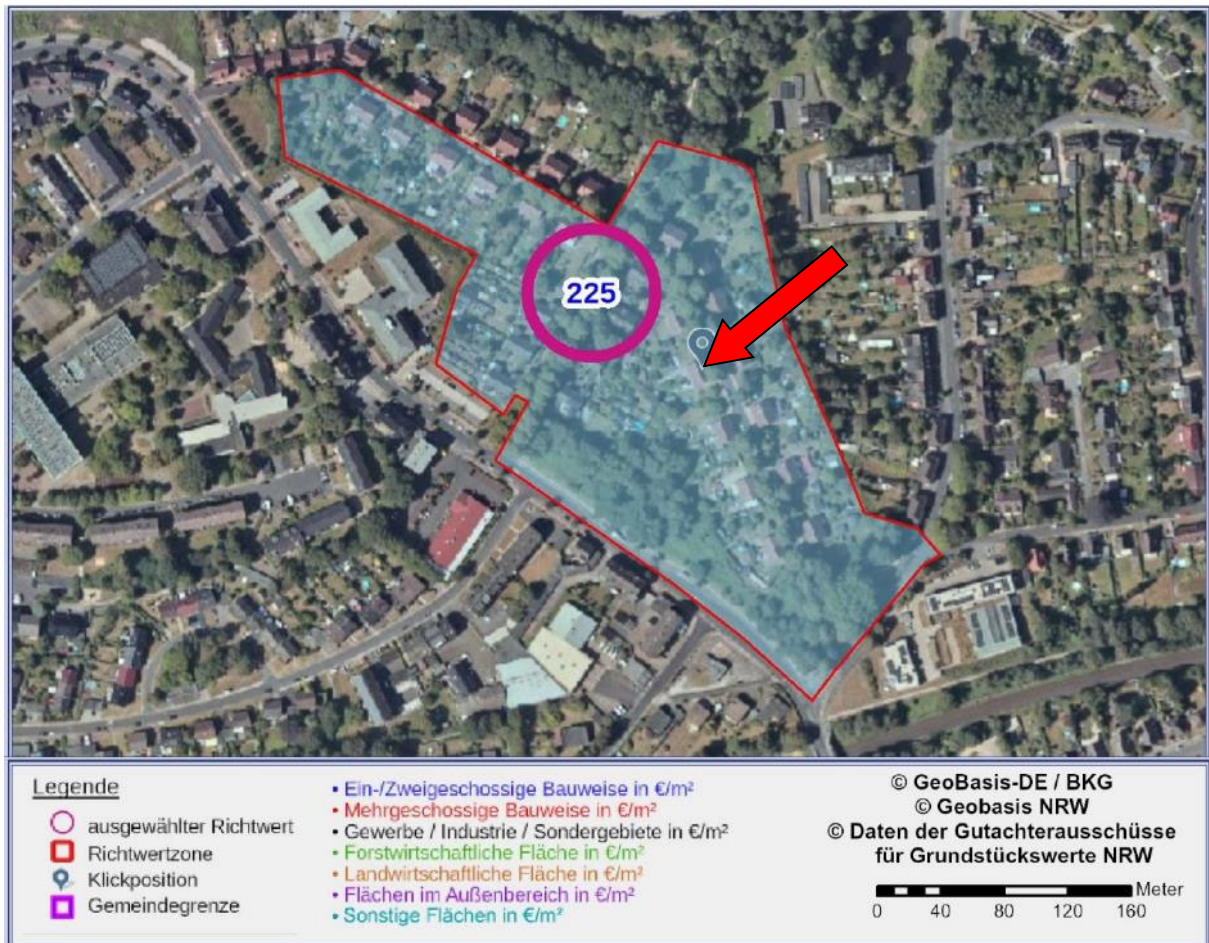 225
Legende
ausgewählter Richtwert
Richtwertzone
Klickposition
Gemeindegrenze
• Ein-/Zweigeschossige Bauweise in €/m²
• Mehrgeschossige Bauweise in €/m²
• Gewerbe / Industrie / Sondergebiete in €/m²
• Forstwirtschaftliche Fläche in €/m²
• Landwirtschaftliche Fläche in €/m²
• Flächen im Außenbereich in €/m²
• Sonstige Flächen in €/m²
© GeoBasis-DE / BKG
© Geobasis NRW
© Daten der Gutachterausschüsse
für Grundstückswerte NRW
Meter
0 40 80 120 160